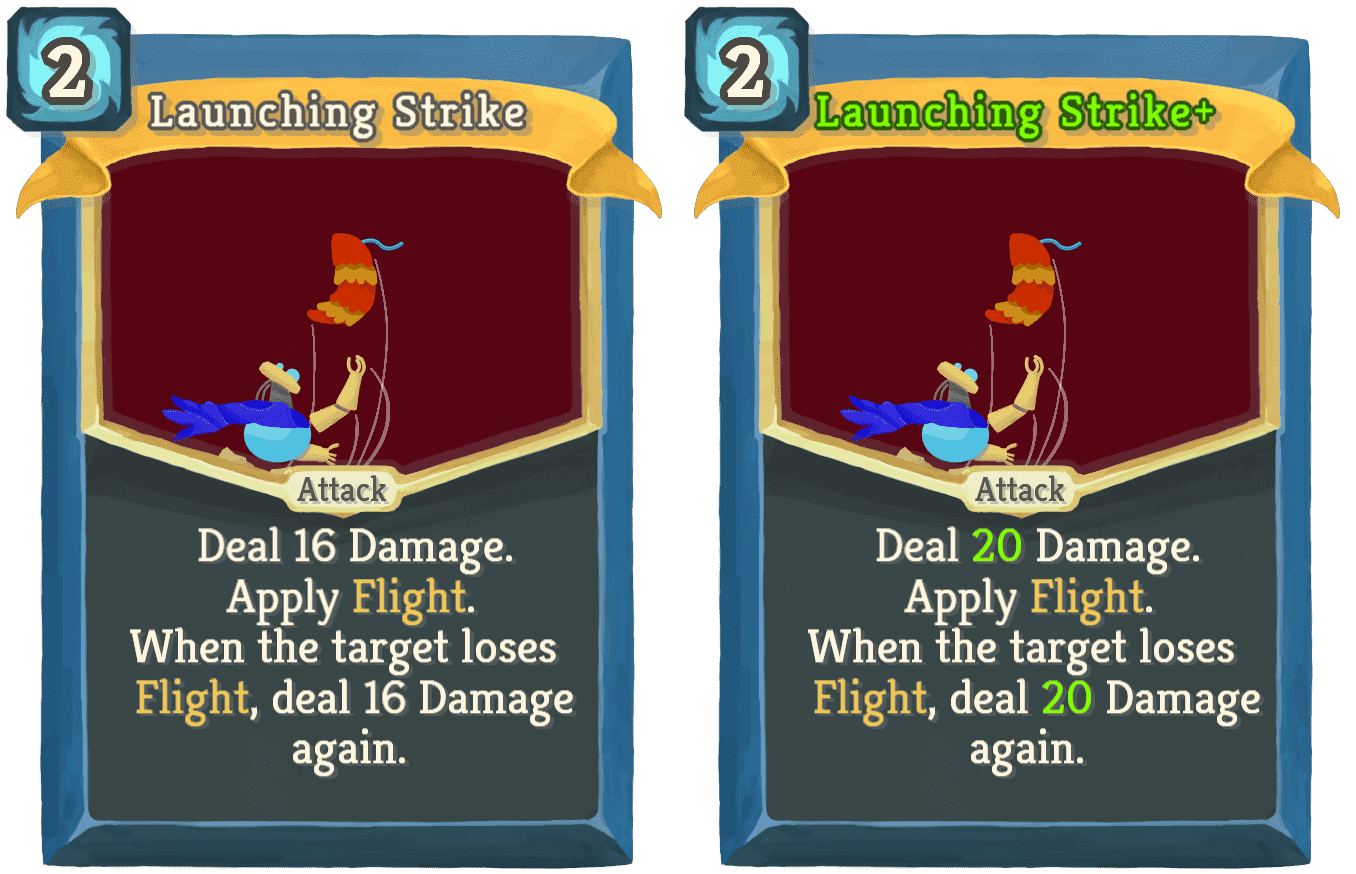 2
Launching Strike
Attack
Deal 16 Damage.
Apply Flight.
When the target loses
Flight, deal 16 Damage
again.
2
Launching Strike+
Attack
Deal 20 Damage.
Apply Flight.
When the target loses
Flight, deal 20 Damage
again.